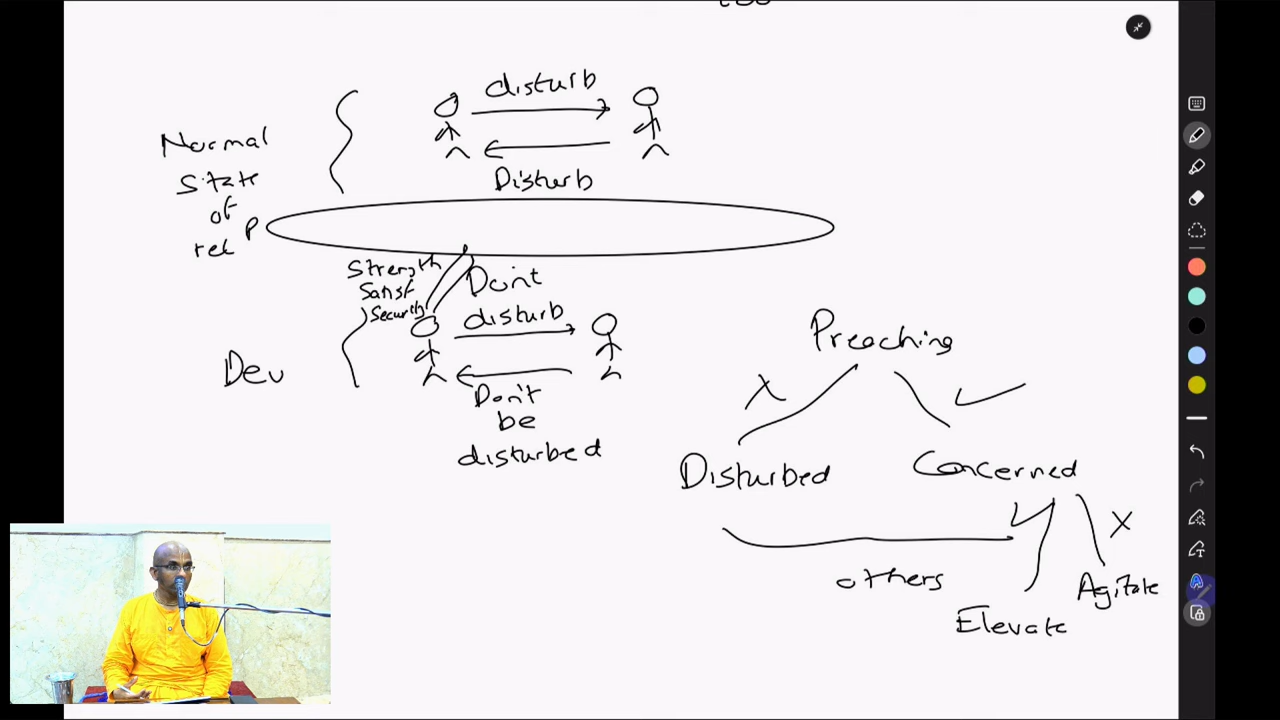 disturb
Normal
State
of
rel P
Disturb
Strength
Satisf
Security
Don't
disturb
Dev
Don't
be
disturbed
Preaching
Disturbed
Concerned
others
Elevate
Agitate